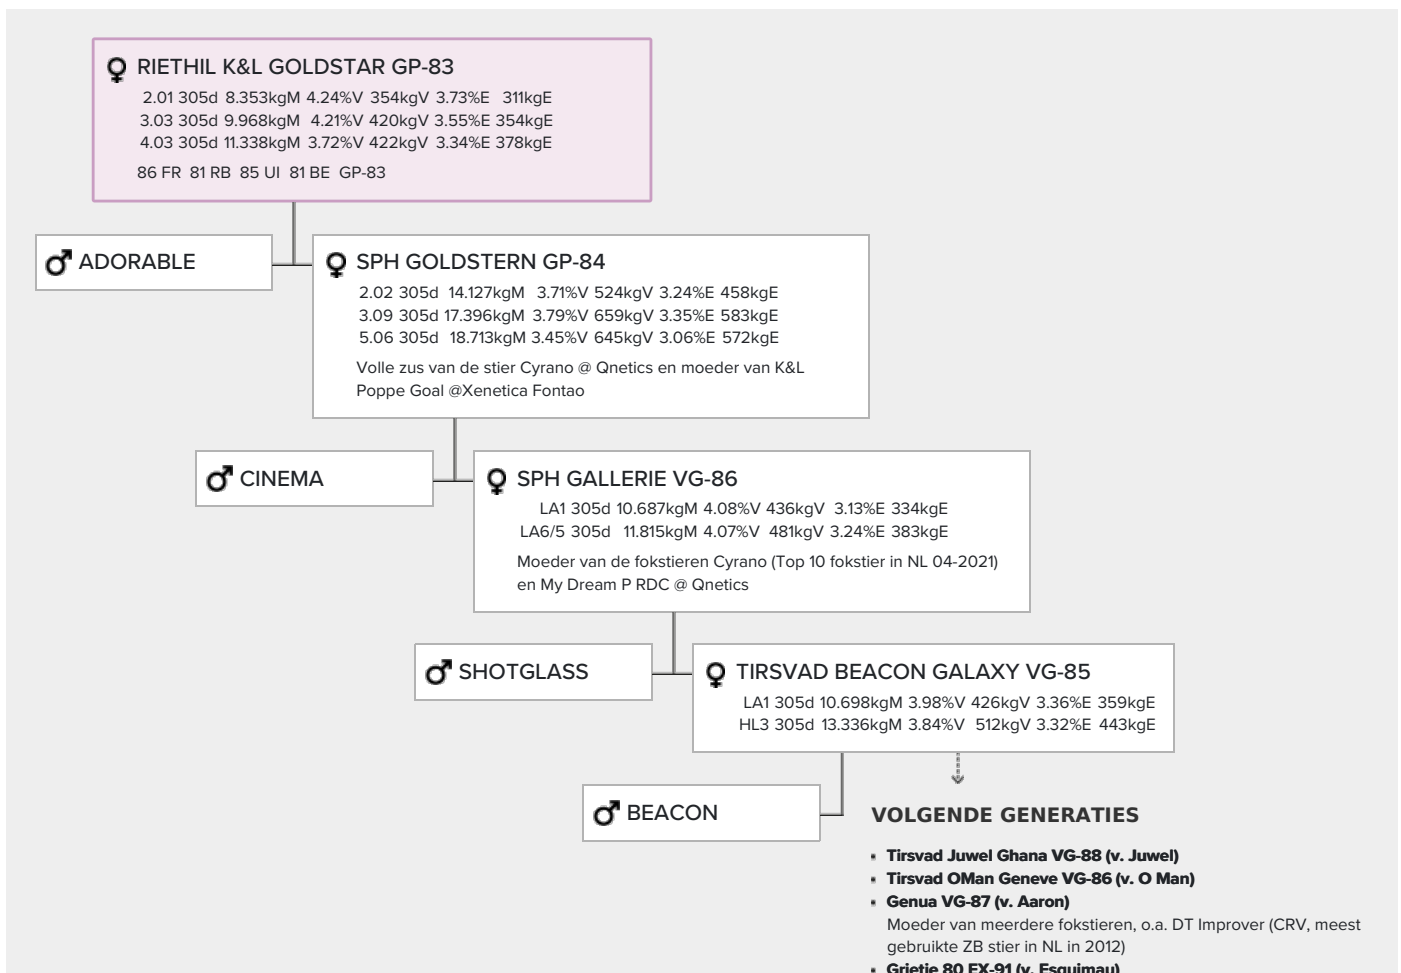 RIETHIL K&L GOLDSTAR GP-83
2.01 305d 8.353kgM 4.24%V 354kgV 3.73%E 311kgE
3.03 305d 9.968kgM 4.21%V 420kgV 3.55%E 354kgE
4.03 305d 11.338kgM 3.72%V 422kgV 3.34%E 378kgE
86 FR 81 RB 85 UI 81 BE GP-83
ADORABLE
SPH GOLDSTERN GP-84
2.02 305d 14.127kgM 3.71%V 524kgV 3.24%E 458kgE
3.09 305d 17.396kgM 3.79%V 659kgV 3.35%E 583kgE
5.06 305d 18.713kgM 3.45%V 645kgV 3.06%E 572kgE
Volle zus van de stier Cyrano @ Qnetics en moeder van K&L
Poppe Goal @Xenetica Fontao
CINEMA
SPH GALLERIE VG-86
LA1 305d 10.687kgM 4.08%V 436kgV 3.13%E 334kgE
LA6/5 305d 11.815kgM 4.07%V 481kgV 3.24%E 383kgE
Moeder van de fokstieren Cyrano (Top 10 fokstier in NL 04-2021)
en My Dream P RDC @ Qnetics
SHOTGLASS
TIRSVAD BEACON GALAXY VG-85
LA1 305d 10.698kgM 3.98%V 426kgV 3.36%E 359kgE
HL3 305d 13.336kgM 3.84%V 512kgV 3.32%E 443kgE
BEACON
VOLGENDE GENERATIES
Tirsvad Juwel Ghana VG-88 (v. Juwel)
Tirsvad OMan Geneve VG-86 (v. O Man)
Genua VG-87 (v. Aaron)
Moeder van meerdere fokstieren, o.a. DT Improver (CRV, meest
gebruikte ZB stier in NL in 2012)
Grietje 80 EX-91 (v. Esquimau)